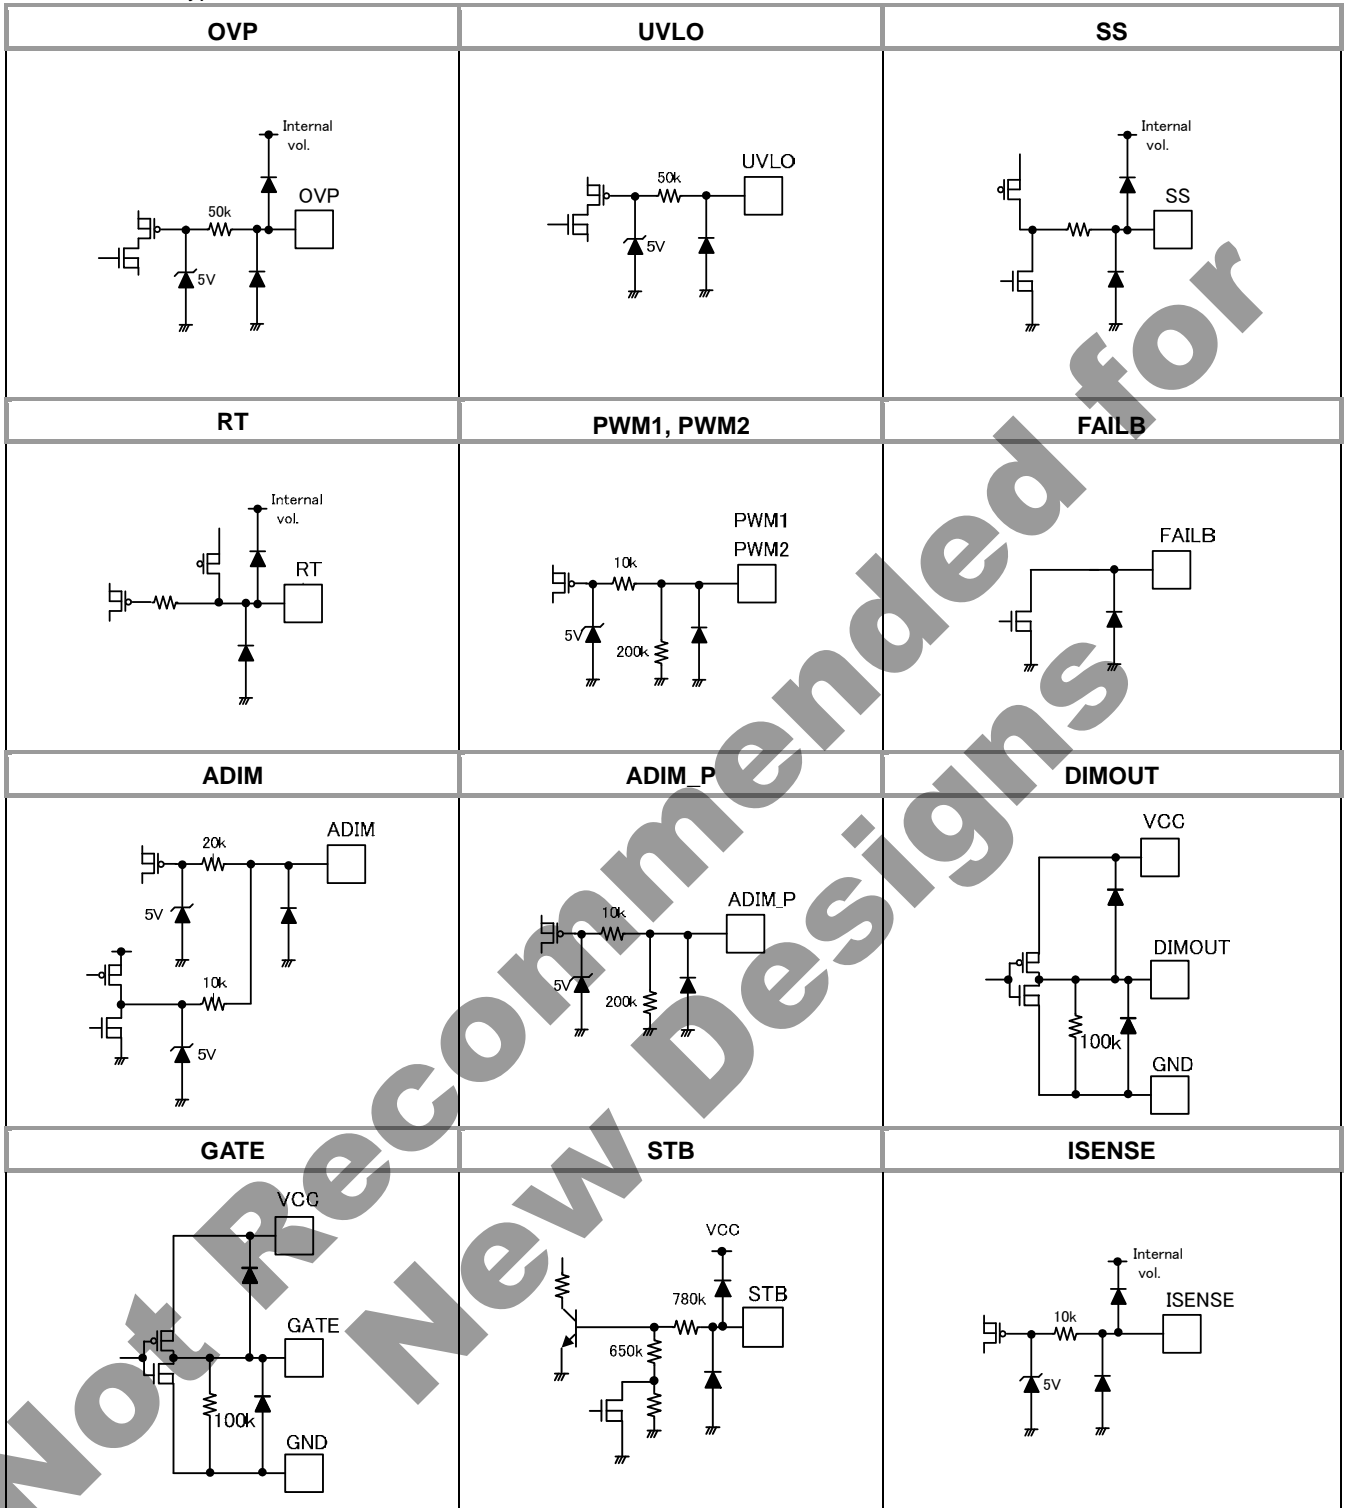 OVP UVLO SS
Internal
vol.
50k
OVP
5V
50k
UVLO
5V
Internal
vol.
SS
RT PWM1, PWM2 FAILB
Internal
vol.
RT
PWM1
PWM2
10k
5V
200k
FAILB
ADIM ADIM_P DIMOUT
ADIM
20k
5V
10k
5V
ADIM_P
10k
5V
200k
VCC
DIMOUT
100k
GND
GATE STB ISENSE
VCC
GATE
100k
GND
VCC
780k
STB
650k
Internal
vol.
10k
ISENSE
5V
Not Recommended for
New Designs